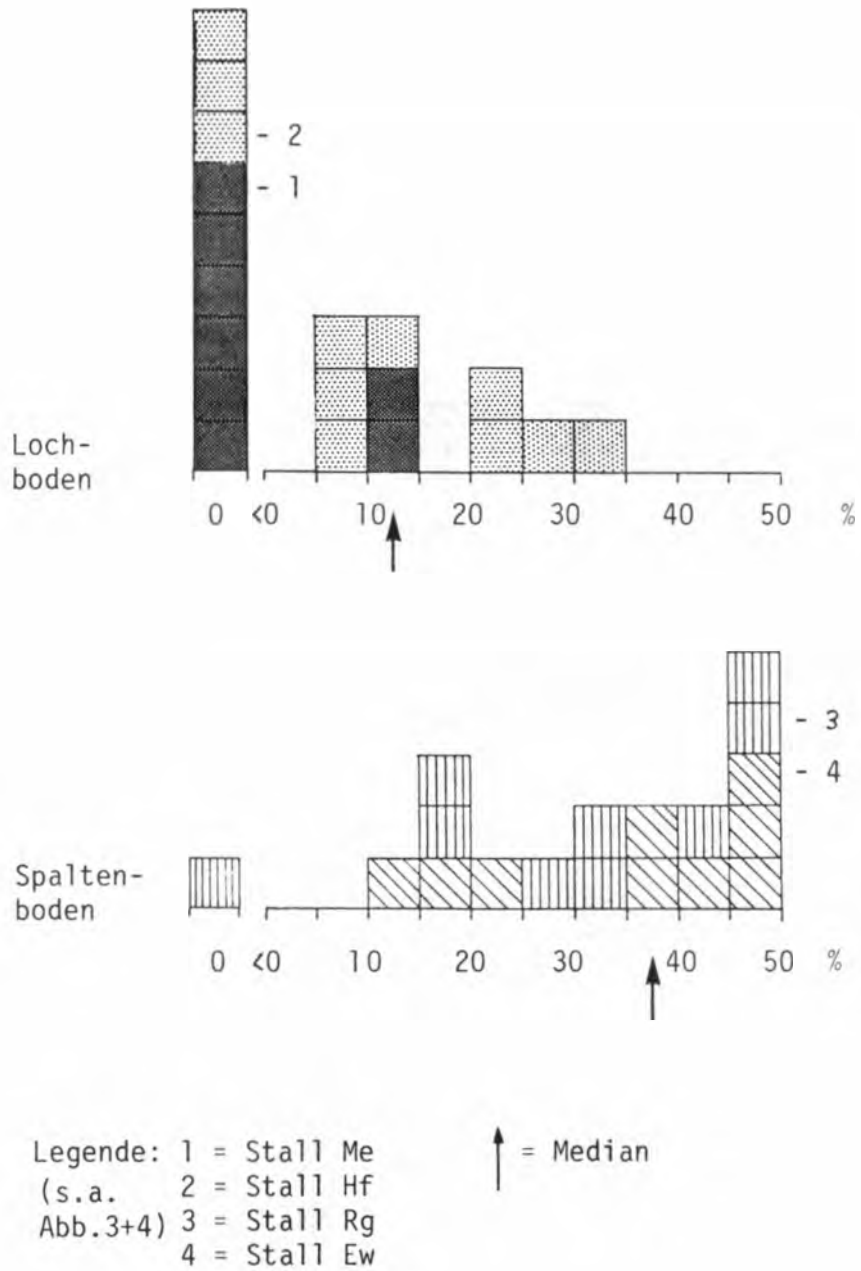 - 2
- 1
Loch-
boden
0 <0 10 20 30 40 50 %
- 3
- 4
Spalten-
boden
0 <0 10 20 30 40 50 %
Legende: 1 = Stall Me
(s.a. 2 = Stall Hf
Abb.3+4) 3 = Stall Rg
4 = Stall Ew
= Median